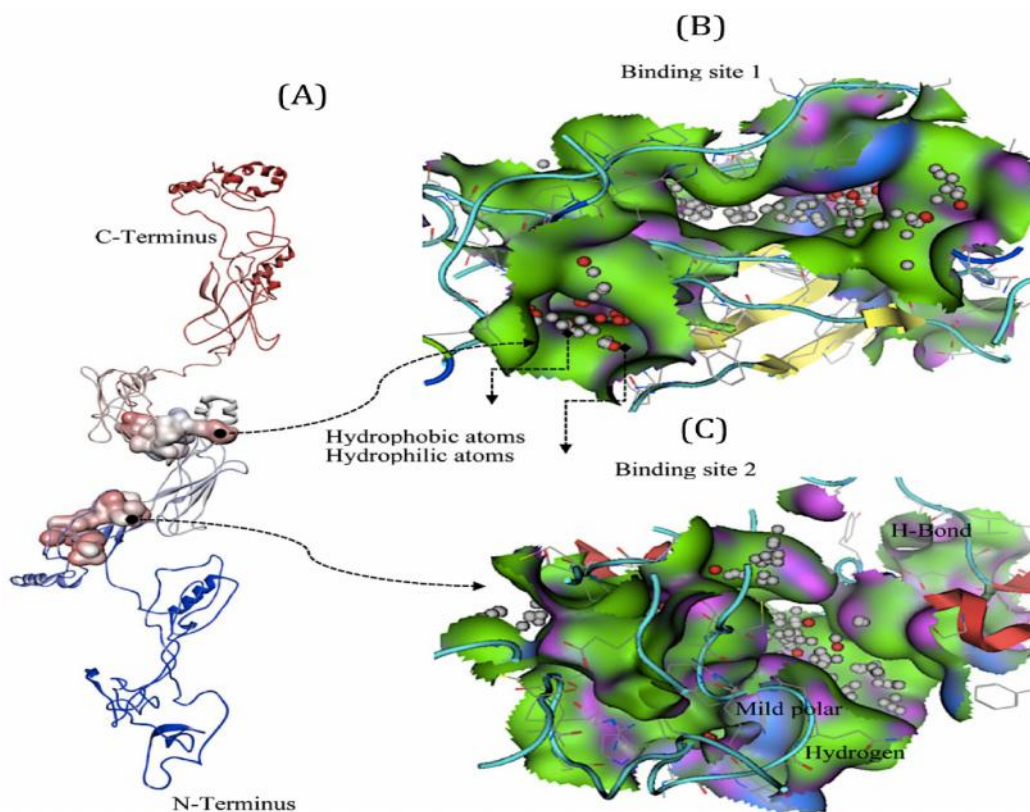 (A)
C-Terminus
N-Terminus
(B)
Binding site 1
Hydrophobic atoms
Hydrophilic atoms
(C)
Binding site 2
H-Bond
Mild polar
Hydrogen